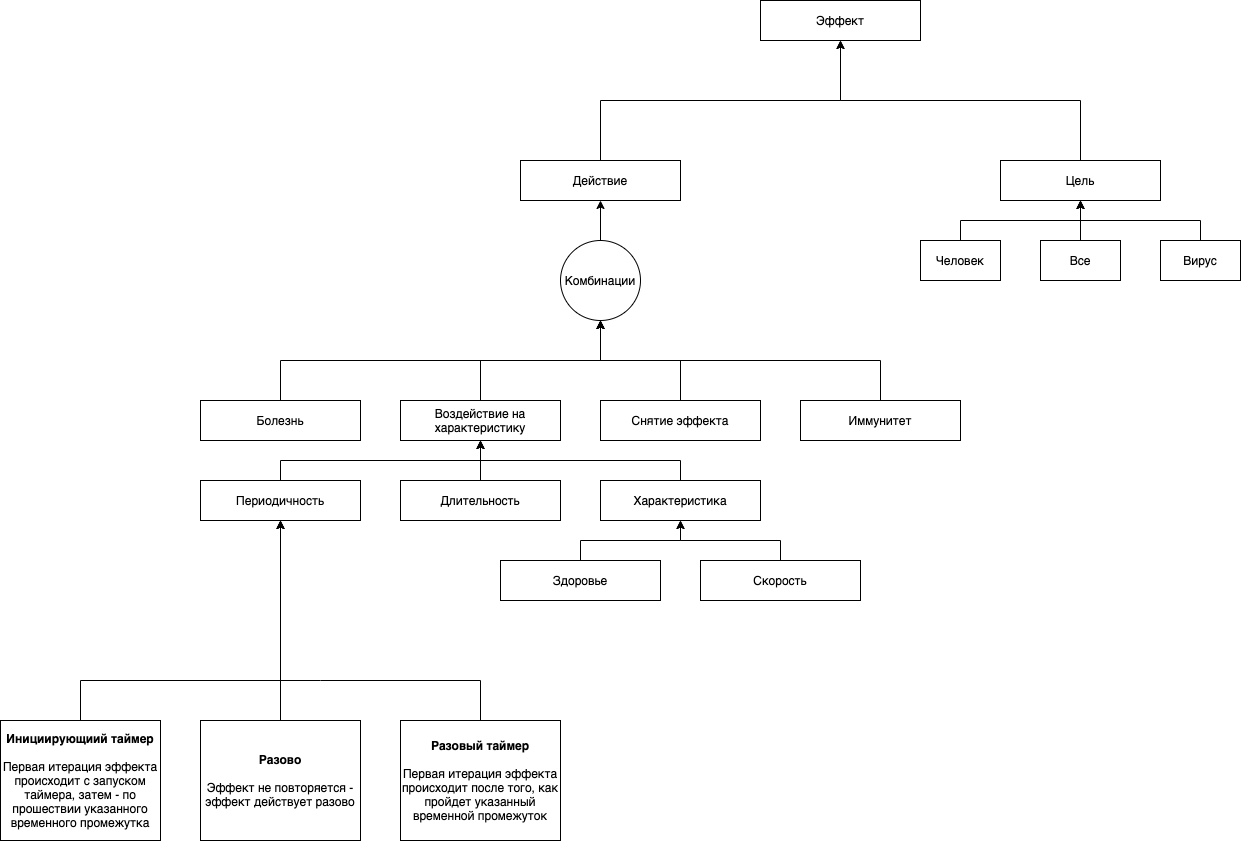 Эффект
Действие
Цель
Человек
Все
Вирус
Комбинации
Болезнь
Воздействие на
характеристику
Снятие эффекта
Иммунитет
Периодичность
Длительность
Характеристика
Здоровье
Скорость
Инициирующиий таймер
Первая итерация эффекта
происходит с запуском
таймера, затем - по
прошествии указанного
временного промежутка
Разово
Эффект не повторяется -
эффект действует разово
Разовый таймер
Первая итерация эффекта
происходит после того, как
пройдет указанный
временной промежуток